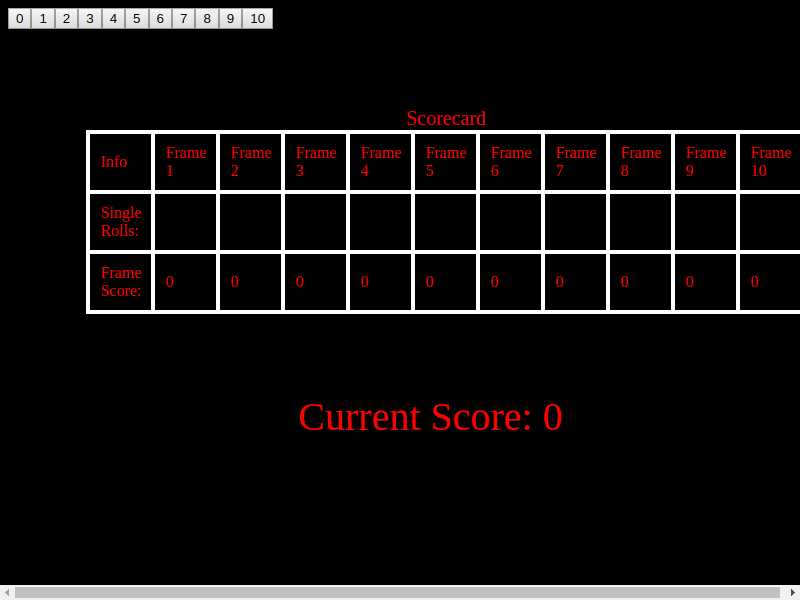 0 1 2 3 4 5 6 7 8 9 10
Scorecard
Info Frame 1 Frame 2 Frame 3 Frame 4 Frame 5 Frame 6 Frame 7 Frame 8 Frame 9 Frame 10
Single Rolls:
Frame Score: 0 0 0 0 0 0 0 0 0 0
Current Score: 0